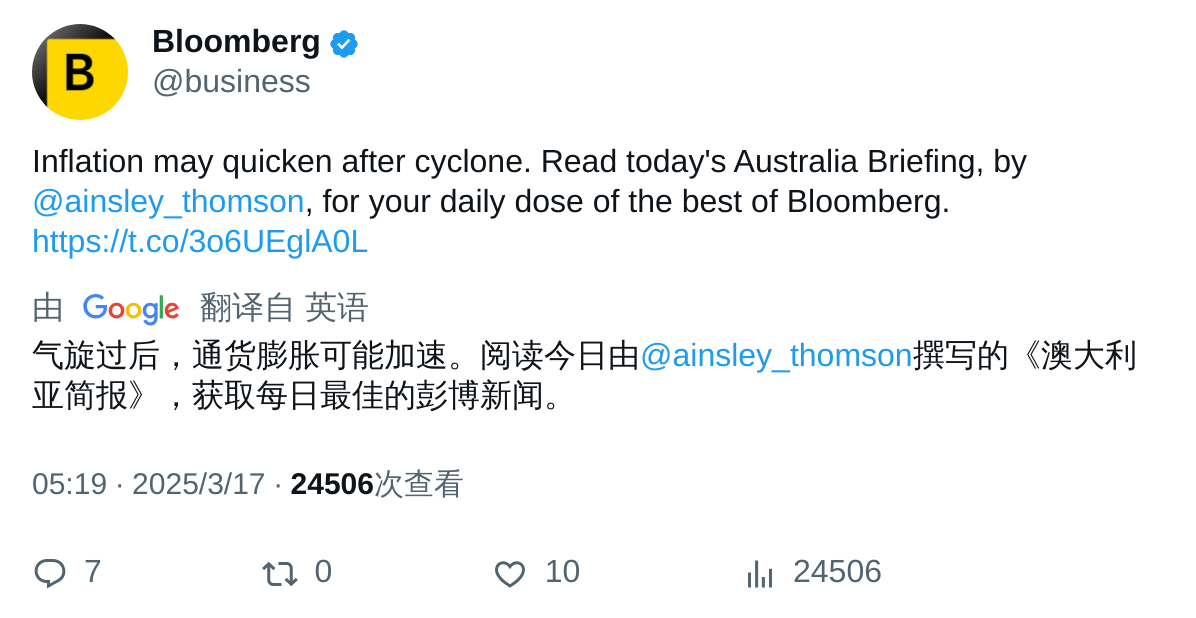 B
Bloomberg
@business
Inflation may quicken after cyclone. Read today's Australia Briefing, by
@ainsley_thomson, for your daily dose of the best of Bloomberg.
https://t.co/3o6UEglA0L
由 Google 翻译自 英语
气旋过后，通货膨胀可能加速。阅读今日由@ainsley_thomson撰写的《澳大利
亚简报》，获取每日最佳的彭博新闻。
05:19 · 2025/3/17 · 24506次查看
7 0 10 24506